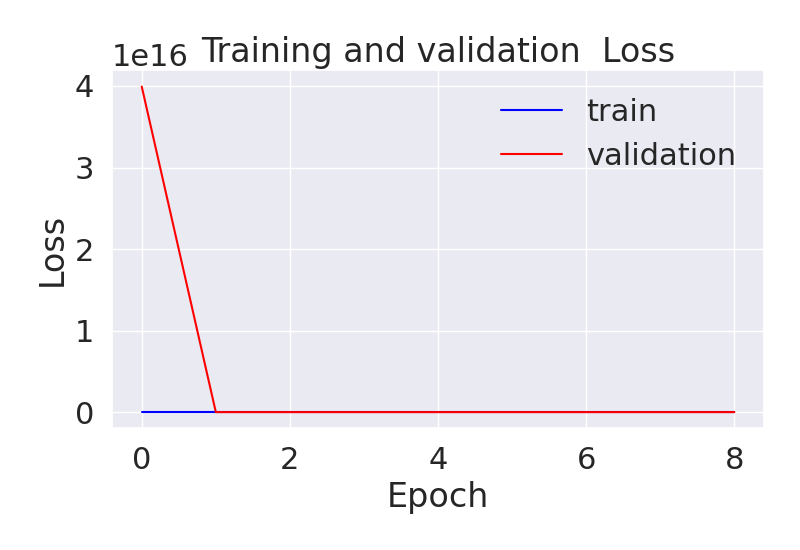 1e16 Training and validation  Loss
4
3
2
1
0
Loss
train
validation
0 2 4 6 8
Epoch